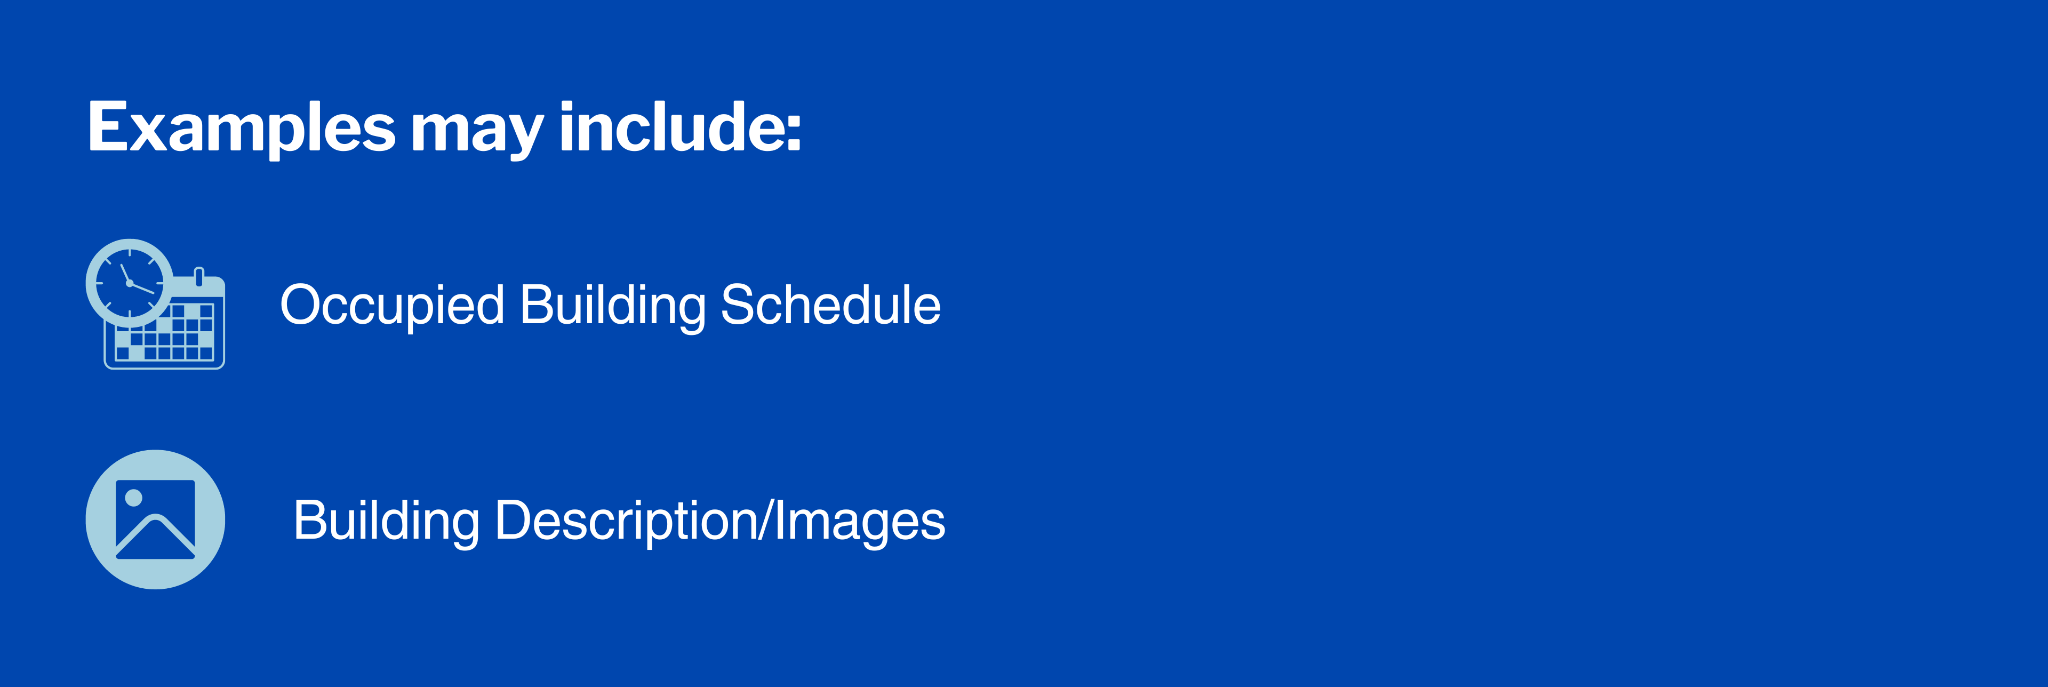 Examples may include:
Occupied Building Schedule
Building Description/Images